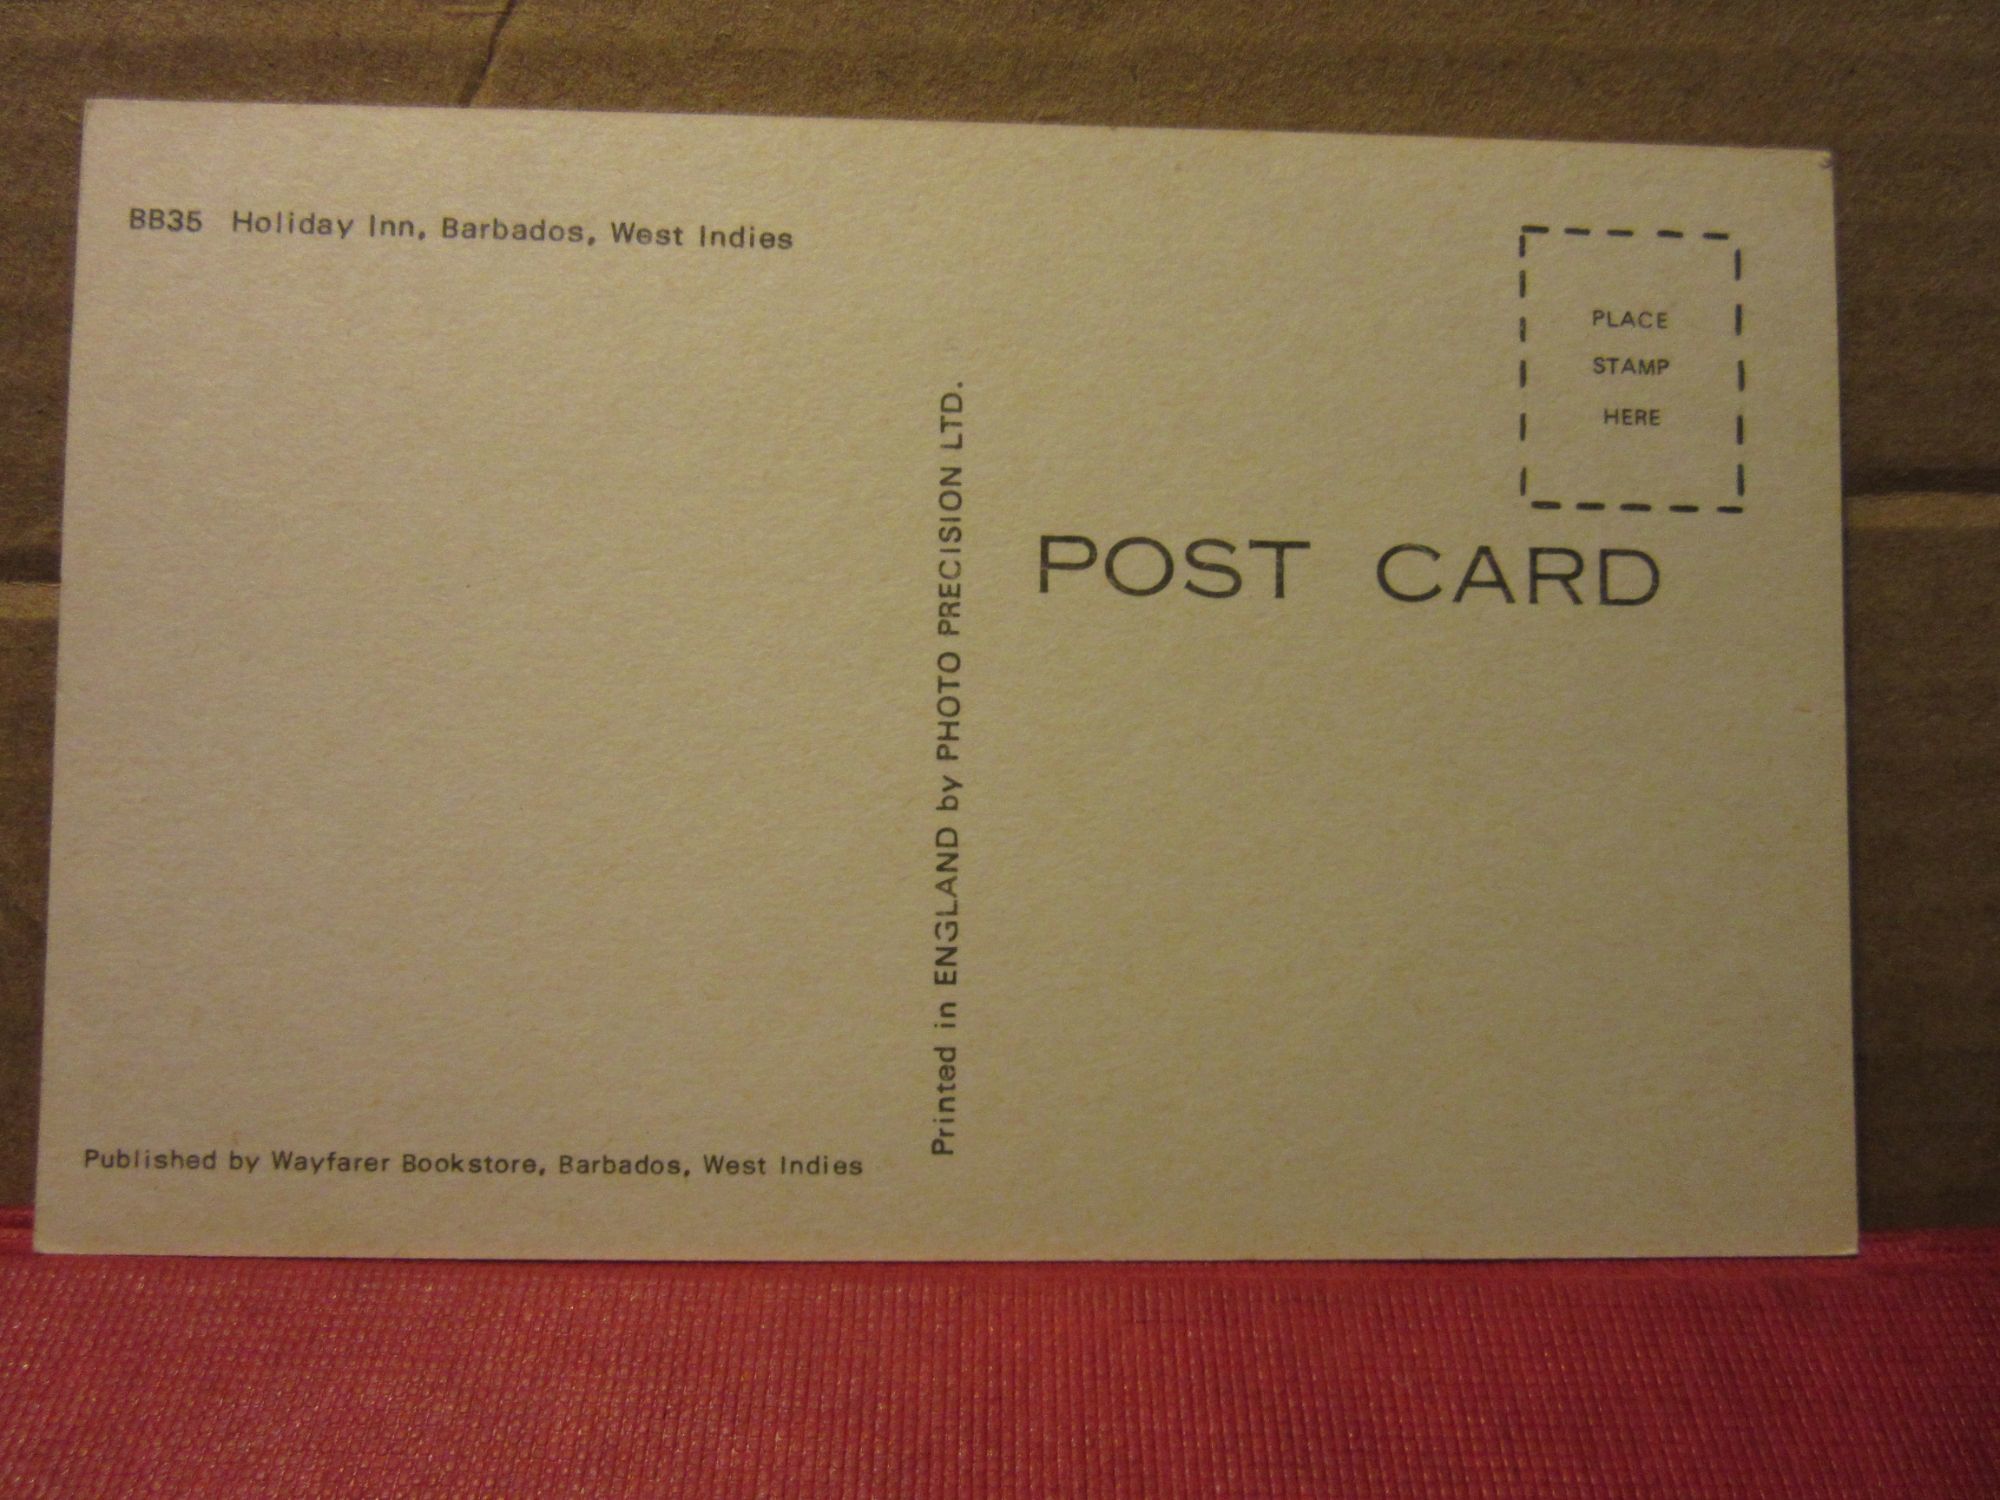 BB35 Holiday Inn, Barbados, West Indies
Published by Wayfarer Bookstore, Barbados, West Indies
Printed in ENGLAND by PHOTO PRECISION LTD.
PLACE
STAMP
HERE
POST CARD